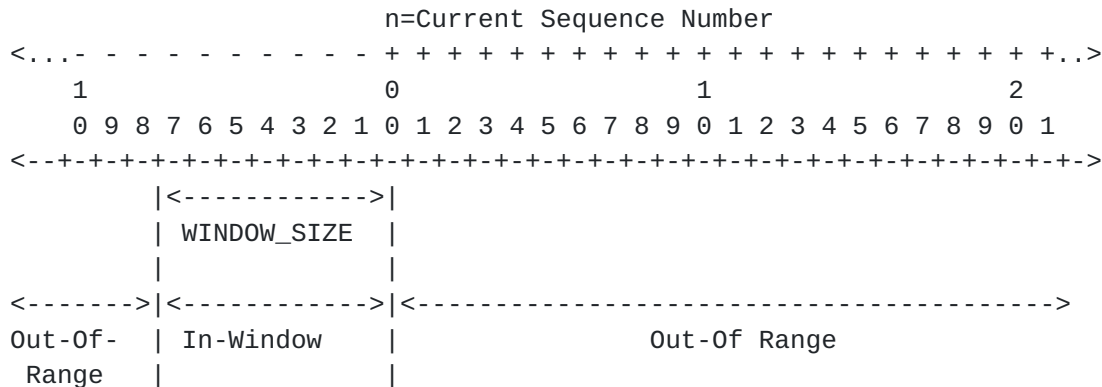 n=Current Sequence Number
<...- - - - - - - - - - + + + + + + + + + + + + + + + + + + + + + +..>
    1                   0                   1                   2
    0 9 8 7 6 5 4 3 2 1 0 1 2 3 4 5 6 7 8 9 0 1 2 3 4 5 6 7 8 9 0 1
<--+-+-+-+-+-+-+-+-+-+-+-+-+-+-+-+-+-+-+-+-+-+-+-+-+-+-+-+-+-+-+-+-+->
         |<------------>|
         | WINDOW_SIZE  |
         |              |
<------->|<------------>|<----------------------------------------->
Out-Of-  | In-Window    |                Out-Of Range
 Range   |              |